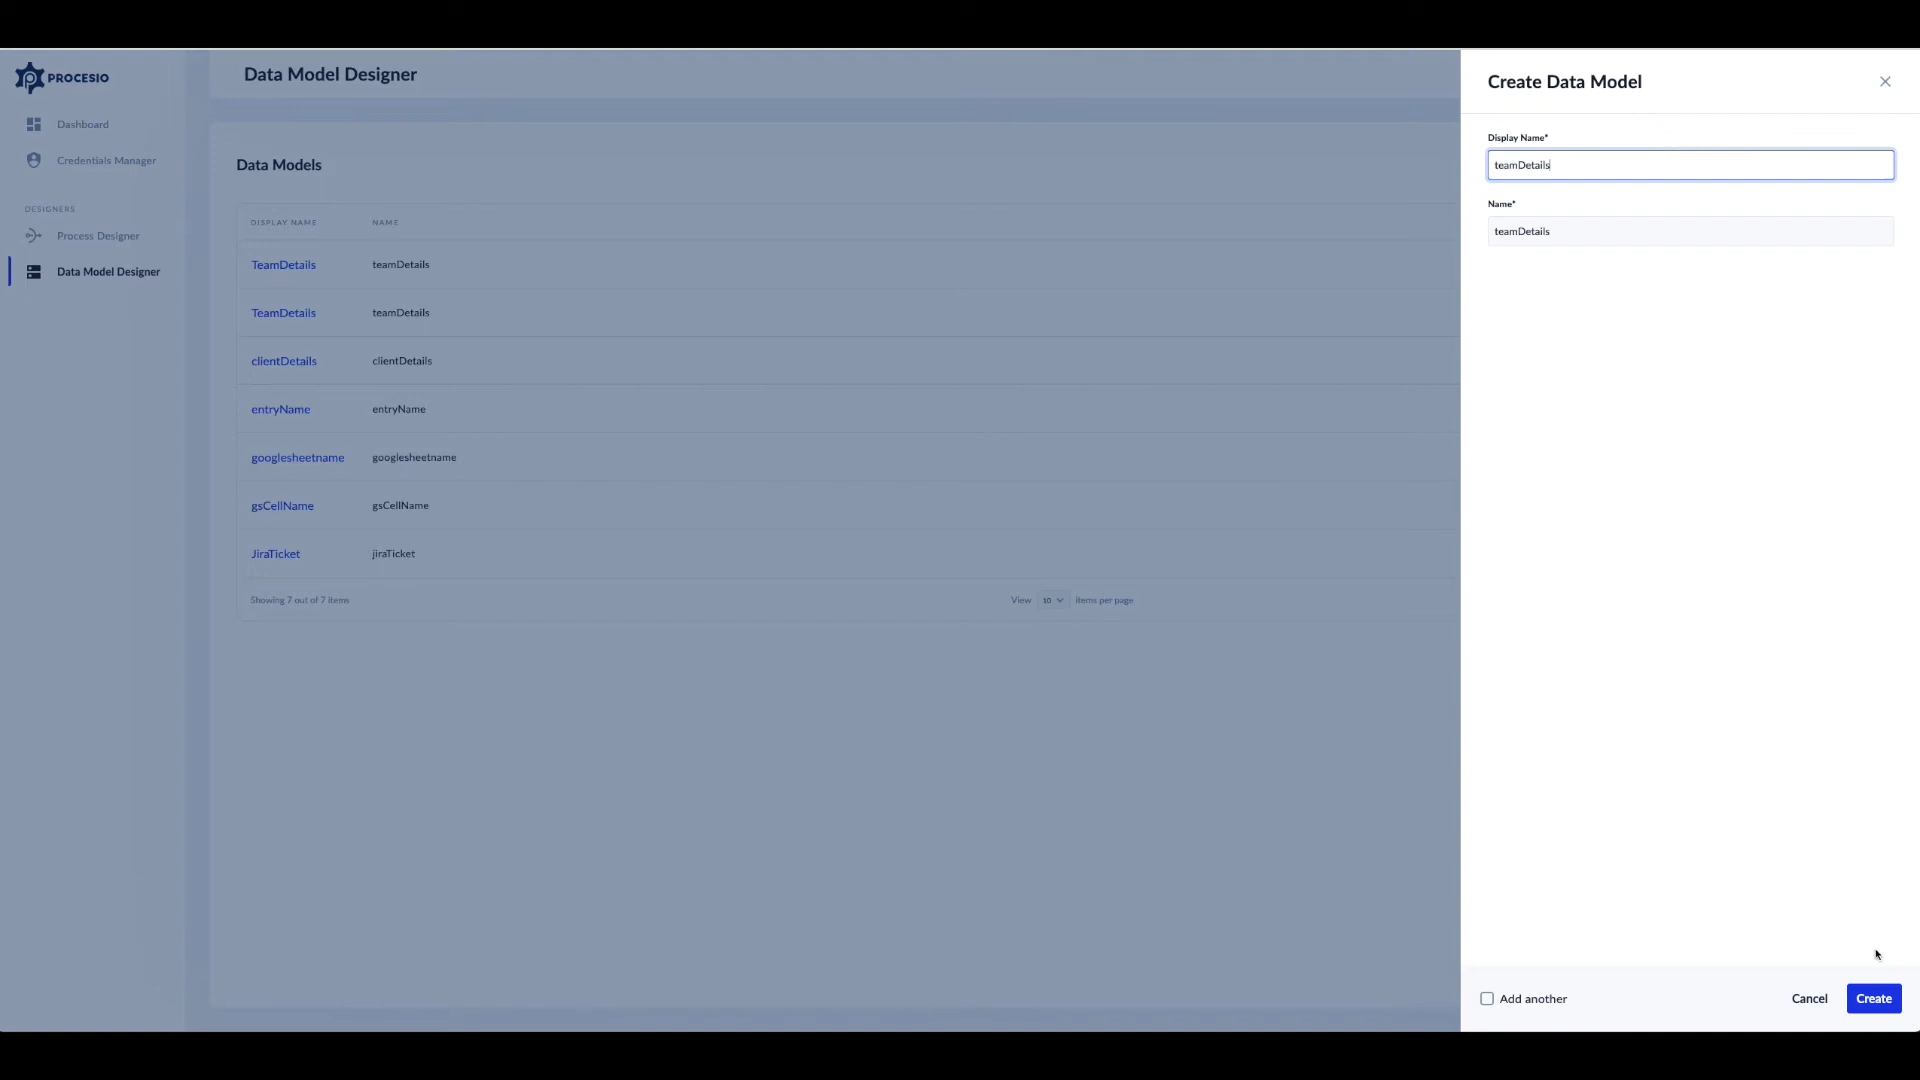 PROCESIO
Dashboard
Credentials Manager
DESIGNERS
Process Designer
Data Model Designer
Data Model Designer
Data Models
DISPLAY NAME NAME
TeamDetails teamDetails
TeamDetails teamDetails
clientDetails clientDetails
entryName entryName
googlesheetname googlesheetname
gsCellName gsCellName
JiraTicket jiraTicket
Showing 7 out of 7 items View 10 items per page
Create Data Model
Display Name*
teamDetails
Name*
teamDetails
Add another Cancel Create